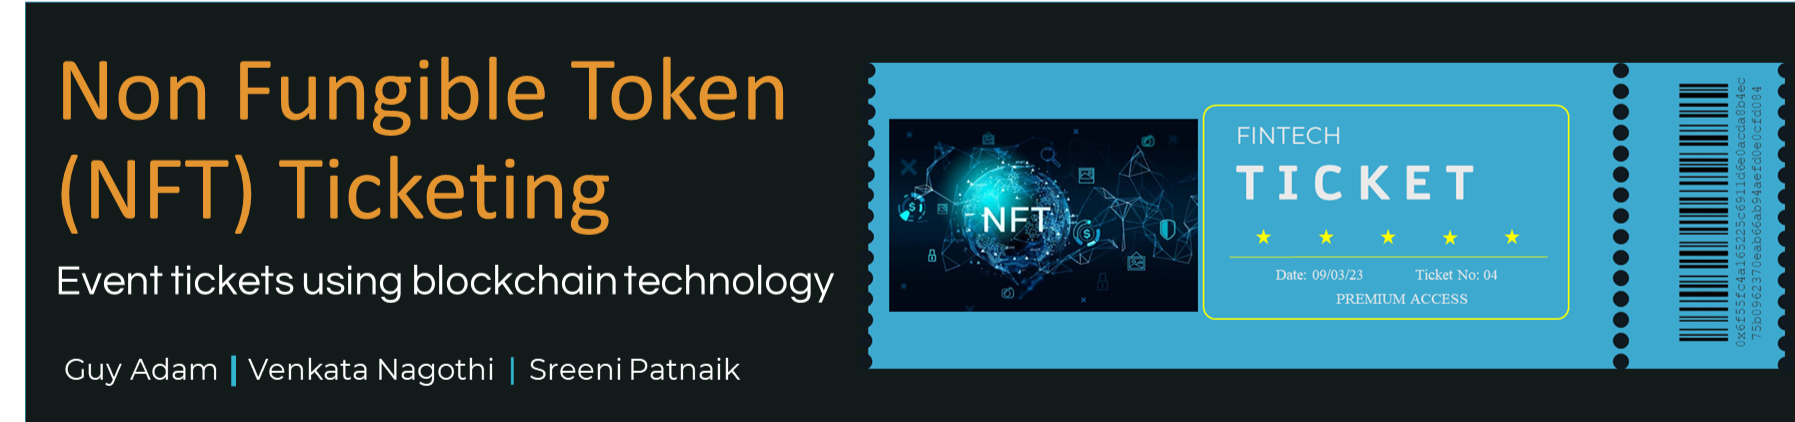 Non Fungible Token
(NFT) Ticketing
Event tickets using blockchain technology
Guy Adam | Venkata Nagothi | Sreeni Patnaik
NFT
FINTECH
TICKET
Date: 09/03/23 Ticket No: 04
PREMIUM ACCESS
0x6f55fc4a165225c6911d6e0acda8b4ec
75b0962370eab66ab94aefd0e0cfd084